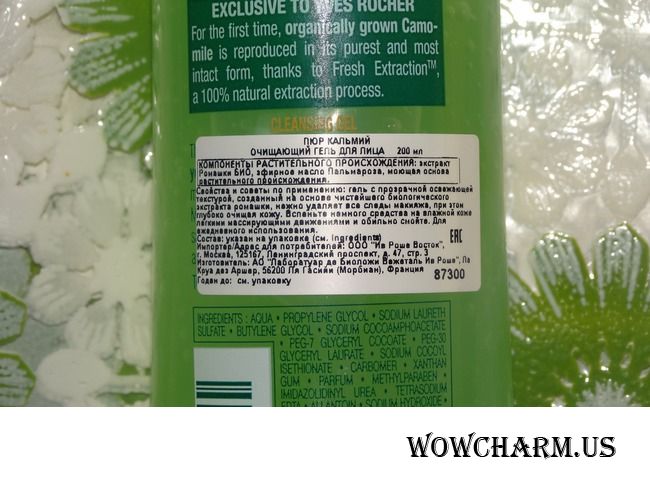 EXCLUSIVE TO YVES ROCHER
For the first time, organically grown Camo-
mile is reproduced in its purest and most
intact form, thanks to Fresh Extraction™,
a 100% natural extraction process.
CLEANSING GEL
ПЮР КАЛЬМИЙ
ОЧИЩАЮЩИЙ ГЕЛЬ ДЛЯ ЛИЦА 200 мл
КОМПОНЕНТЫ РАСТИТЕЛЬНОГО ПРОИСХОЖДЕНИЯ: экстракт
Ромашки БИО, эфирное масло Пальмароза, моющая основа
растительного происхождения.
Свойства и советы по применению: гель с прозрачной освежающей
текстурой, созданный на основе чистейшего биологического
экстракта ромашки, нежно удаляет все следы макияжа, при этом
глубоко очищая кожу. Вспеньте немного средства на влажной коже
легкими массирующими движениями и обильно смойте. Для
ежедневного использования.
Состав: указан на упаковке (см. Ingredients) EAC
Импортер/Адрес для потребителей: ООО "Ив Роше Восток",
г. Москва, 125167, Ленинградский проспект, д. 47, стр. 3
Изготовитель: АО "Лаборатуар де Биоложи Вежеталь Ив Роше", Ла
Круа дез Аршер, 56200 Ля Гасийи (Морбиан), Франция 87300
Годен до: см. упаковку
INGREDIENTS : AQUA • PROPYLENE GLYCOL • SODIUM LAURETH
SULFATE • BUTYLENE GLYCOL • SODIUM COCOAMPHOACETATE
• PEG-7 GLYCERYL COCOATE • PEG-30
GLYCERYL LAURATE • SODIUM COCOYL
ISETHIONATE • CARBOMER • XANTHAN
GUM • PARFUM • METHYLPARABEN •
IMIDAZOLIDINYL UREA • TETRASODIUM
EDTA • ALLANTOIN • SODIUM HYDROXIDE •
WOWCHARM.US